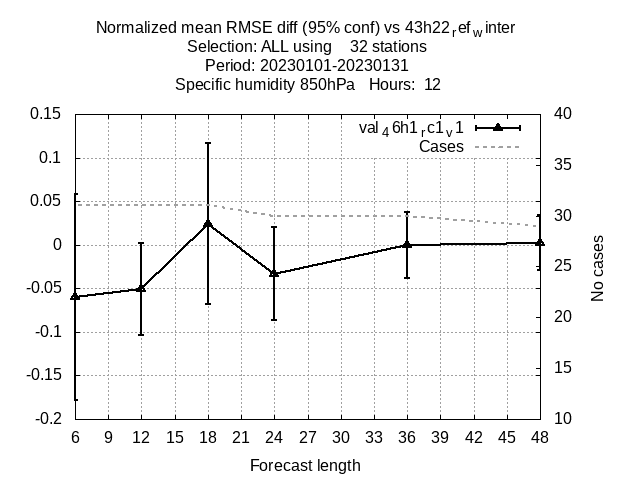 Normalized mean RMSE diff (95% conf) vs 43h22refwinter
Selection: ALL using 32 stations
Period: 20230101-20230131
Specific humidity 850hPa Hours: 12
val46h1rc1v1
Cases
0.15
0.1
0.05
0
-0.05
-0.1
-0.15
-0.2
40
35
30
25
20
15
10
No cases
6 9 12 15 18 21 24 27 30 33 36 39 42 45 48
Forecast length